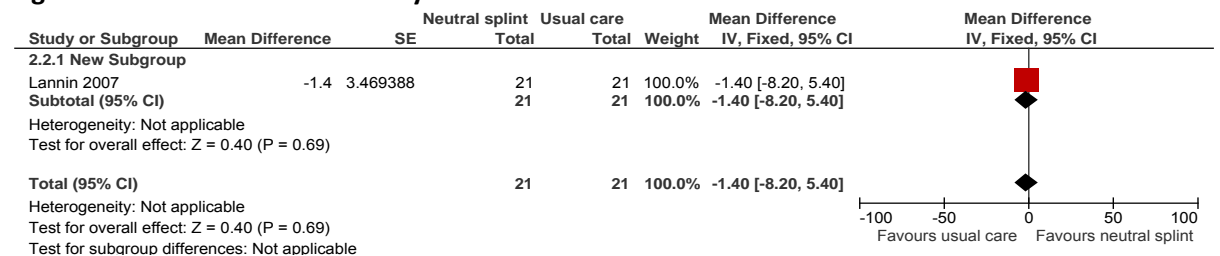 Neutral splint Usual care Mean Difference Mean Difference
Study or Subgroup Mean Difference SE Total Total Weight IV, Fixed, 95% CI IV, Fixed, 95% CI
2.2.1 New Subgroup
Lannin 2007 -1.4 3.469388 21 21 100.0% -1.40 [-8.20, 5.40]
Subtotal (95% CI) 21 21 100.0% -1.40 [-8.20, 5.40]
Heterogeneity: Not applicable
Test for overall effect: Z = 0.40 (P = 0.69)
Total (95% CI) 21 21 100.0% -1.40 [-8.20, 5.40]
Heterogeneity: Not applicable
Test for overall effect: Z = 0.40 (P = 0.69)
Test for subgroup differences: Not applicable
-100 -50 0 50 100
Favours usual care Favours neutral splint